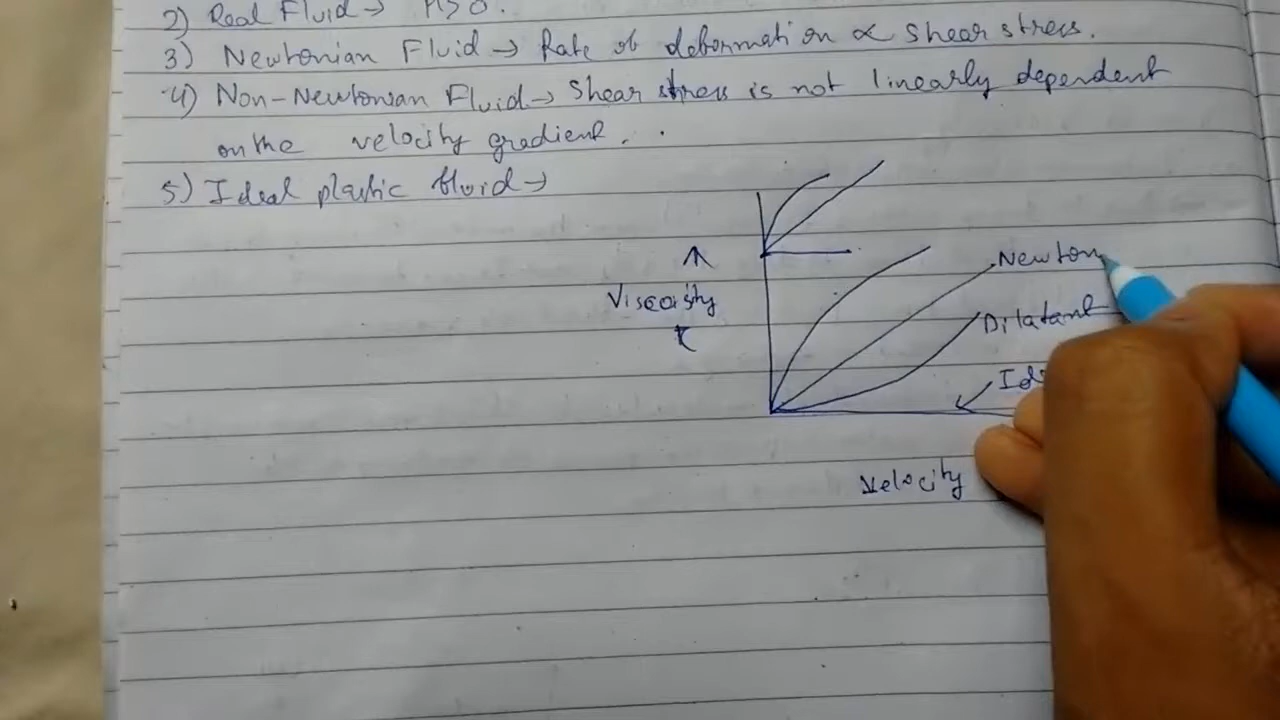 2) Real Fluid → μ>0.
3) Newtonian Fluid → Rate of deformation ∝ shear stress.
4) Non-Newtonian Fluid → Shear stress is not linearly dependent
on the velocity gradient.
5) Ideal plastic fluid →
Newton
Viscosity
τ
Dilatant
Ide
Velocity